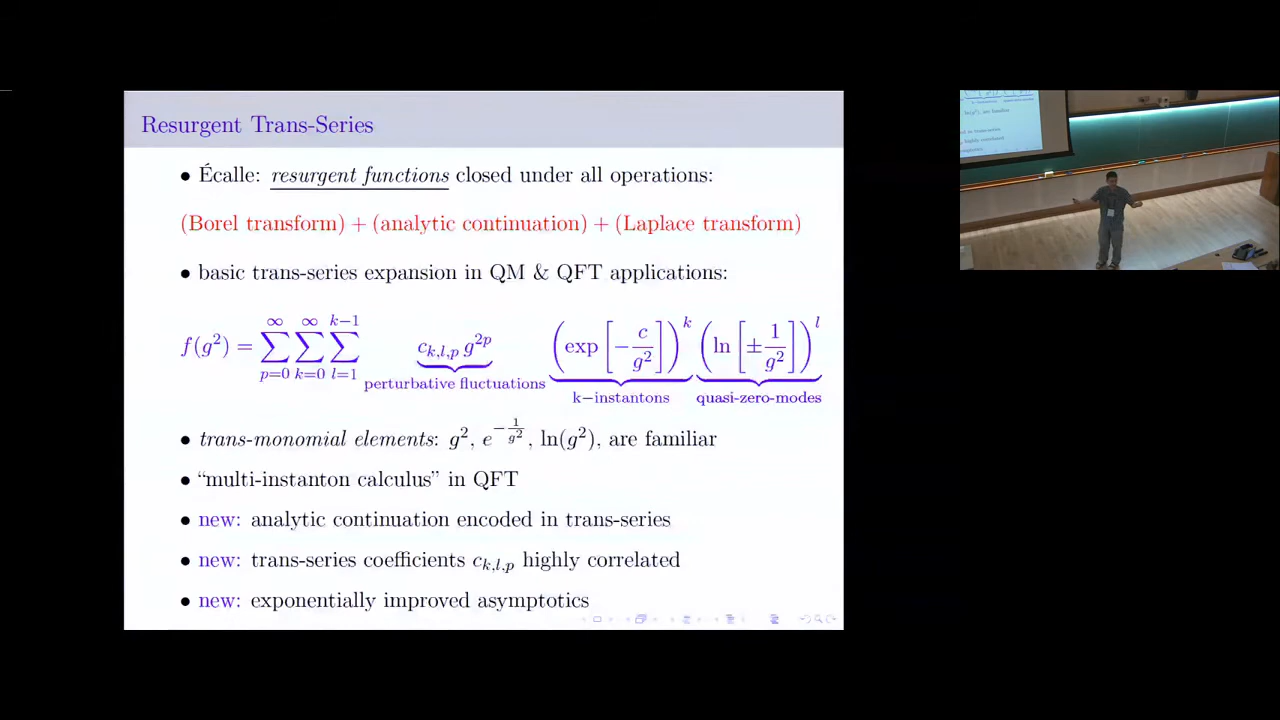 Resurgent Trans-Series
• Écalle: resurgent functions closed under all operations:
(Borel transform) + (analytic continuation) + (Laplace transform)
• basic trans-series expansion in QM & QFT applications:
f(g²) = ∑_{p=0}^{∞} ∑_{k=0}^{∞} ∑_{l=1}^{k−1} c_{k,l,p} g^{2p} (exp[−c/g²])^k (ln[±1/g²])^l
perturbative fluctuations
k−instantons quasi-zero-modes
• trans-monomial elements: g², e^{−1/g²}, ln(g²), are familiar
• “multi-instanton calculus” in QFT
• new: analytic continuation encoded in trans-series
• new: trans-series coefficients c_{k,l,p} highly correlated
• new: exponentially improved asymptotics